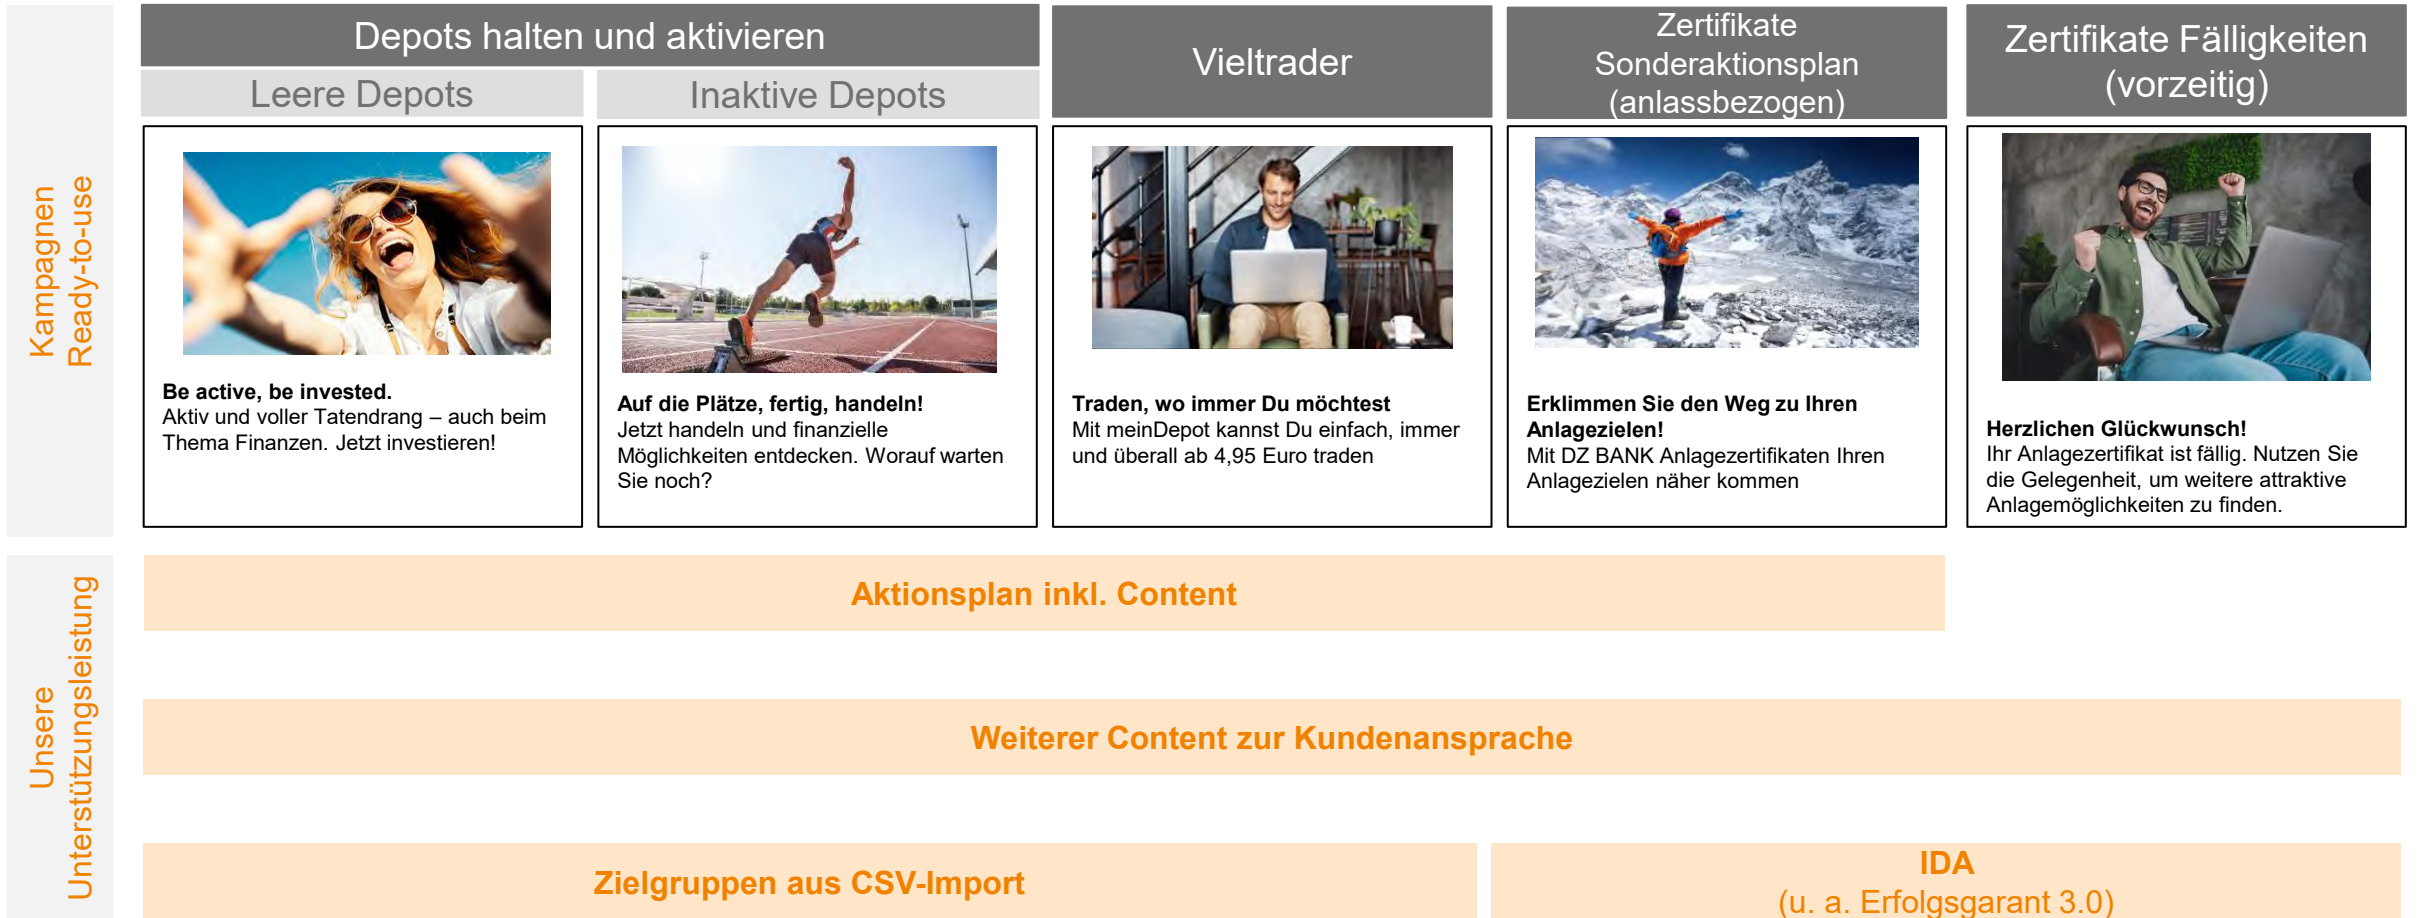 Kampagnen
Ready-to-use
Depots halten und aktivieren
Leere Depots
Inaktive Depots
Vieltrader
Zertifikate
Sonderaktionsplan
(anlassbezogen)
Zertifikate Fälligkeiten
(vorzeitig)
Be active, be invested.
Aktiv und voller Tatendrang – auch beim
Thema Finanzen. Jetzt investieren!
Auf die Plätze, fertig, handeln!
Jetzt handeln und finanzielle
Möglichkeiten entdecken. Worauf warten
Sie noch?
Traden, wo immer Du möchtest
Mit meinDepot kannst Du einfach, immer
und überall ab 4,95 Euro traden
Erklimmen Sie den Weg zu Ihren
Anlagezielen!
Mit DZ BANK Anlagezertifikaten Ihren
Anlagezielen näher kommen
Herzlichen Glückwunsch!
Ihr Anlagezertifikat ist fällig. Nutzen Sie
die Gelegenheit, um weitere attraktive
Anlagemöglichkeiten zu finden.
Unsere
Unterstützungsleistung
Aktionsplan inkl. Content
Weiterer Content zur Kundenansprache
Zielgruppen aus CSV-Import
IDA
(u. a. Erfolgsgarant 3.0)